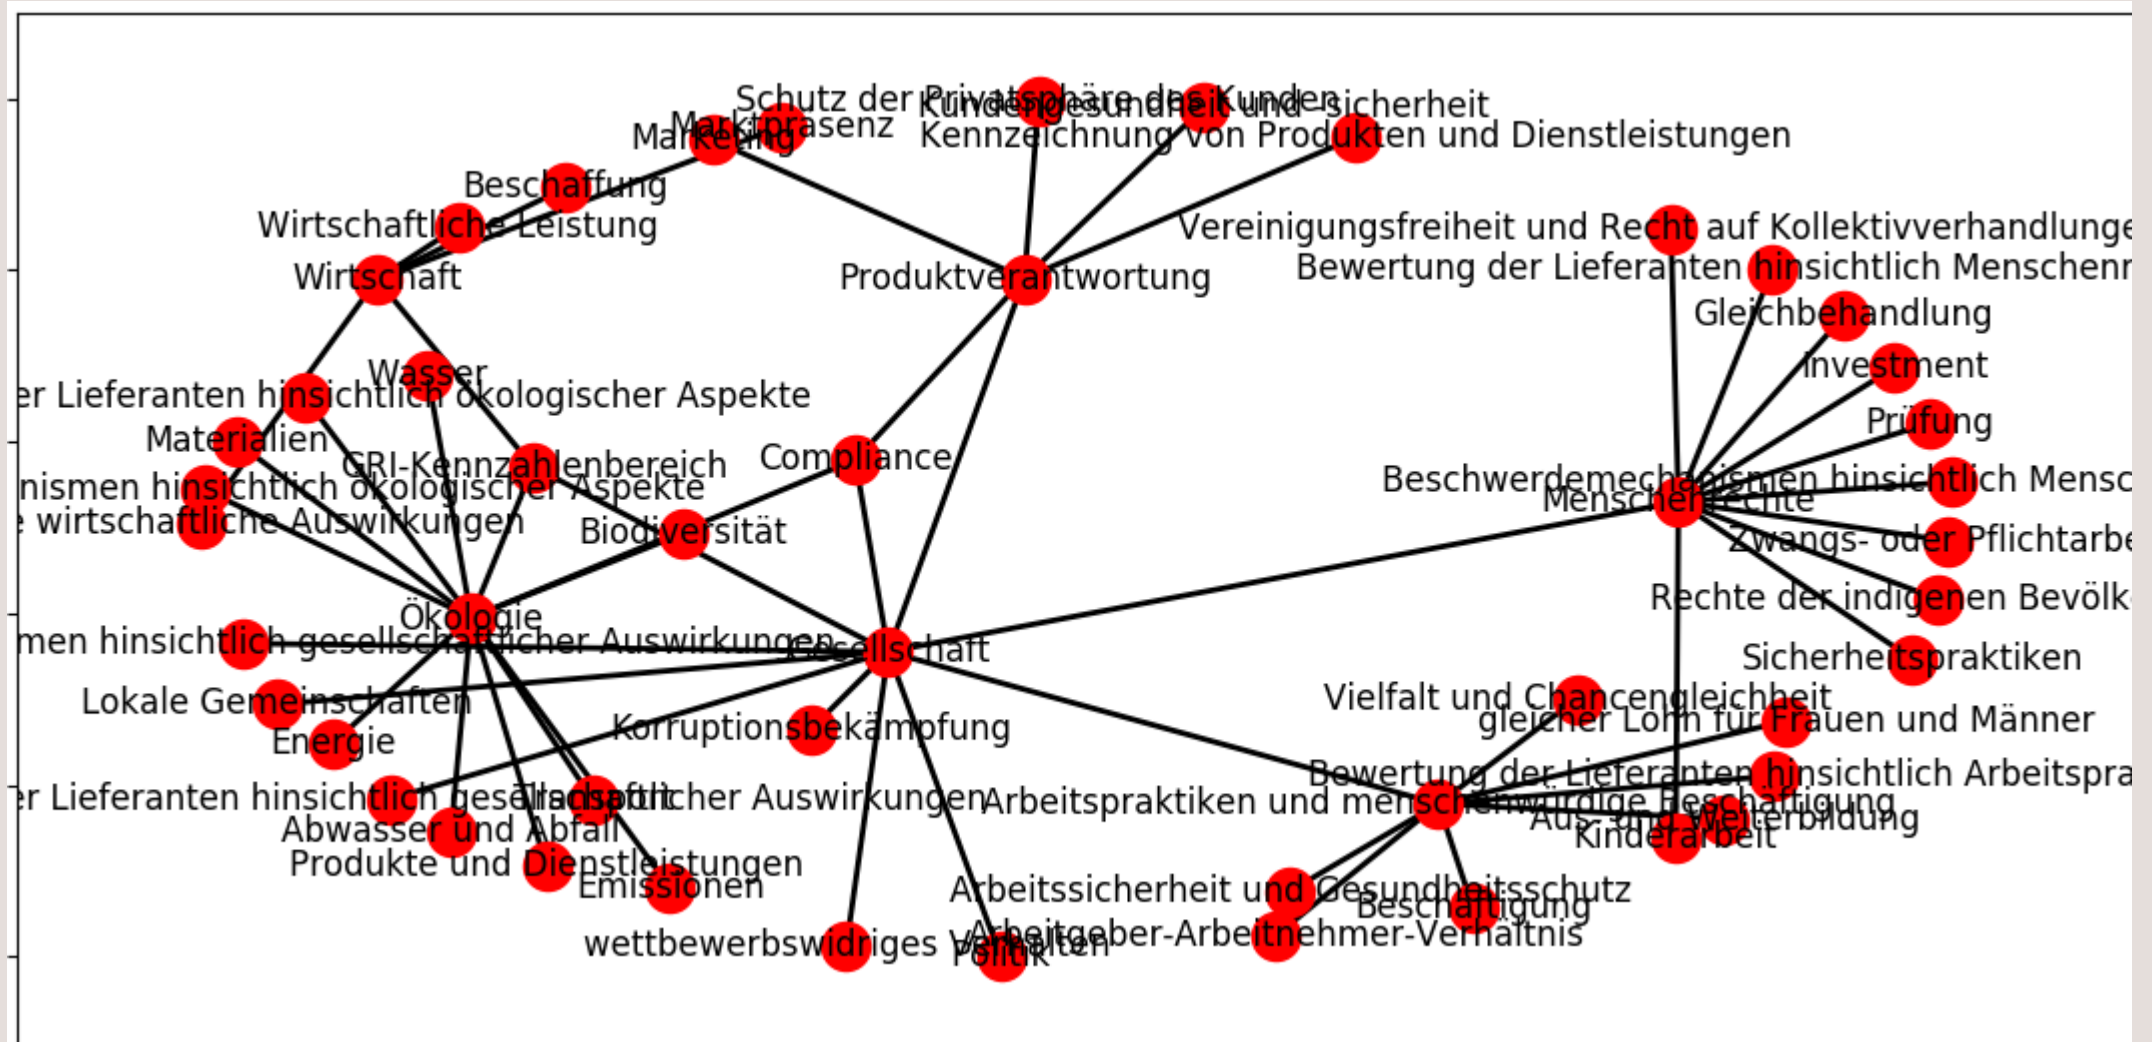 Schutz der Privatsphäre des Kunden
Kundengesundheit und -sicherheit
Marktpräsenz
Marketing
Kennzeichnung von Produkten und Dienstleistungen
Beschaffung
Wirtschaftliche Leistung
Vereinigungsfreiheit und Recht auf Kollektivverhandlunge
Bewertung der Lieferanten hinsichtlich Menschenr
Wirtschaft
Produktverantwortung
Gleichbehandlung
Investment
Wasser
er Lieferanten hinsichtlich ökologischer Aspekte
Prüfung
Materialien
GRI-Kennzahlenbereich
Compliance
nismen hinsichtlich ökologischer Aspekte
Beschwerdemechanismen hinsichtlich Mensc
Menschenrechte
e wirtschaftliche Auswirkungen
Biodiversität
Zwangs- oder Pflichtarbe
Rechte der indigenen Bevölk
Ökologie
men hinsichtlich gesellschaftlicher Auswirkungen
Gesellschaft
Sicherheitspraktiken
Lokale Gemeinschaften
Vielfalt und Chancengleichheit
gleicher Lohn für Frauen und Männer
Korruptionsbekämpfung
Energie
Bewertung der Lieferanten hinsichtlich Arbeitspra
er Lieferanten hinsichtlich gesellschaftlicher Auswirkungen
Transport
Arbeitspraktiken und menschenwürdige Beschäftigung
Aus- und Weiterbildung
Abwasser und Abfall
Kinderarbeit
Produkte und Dienstleistungen
Emissionen
Arbeitssicherheit und Gesundheitsschutz
Beschäftigung
Arbeitgeber-Arbeitnehmer-Verhältnis
wettbewerbswidriges Verhalten
Politik